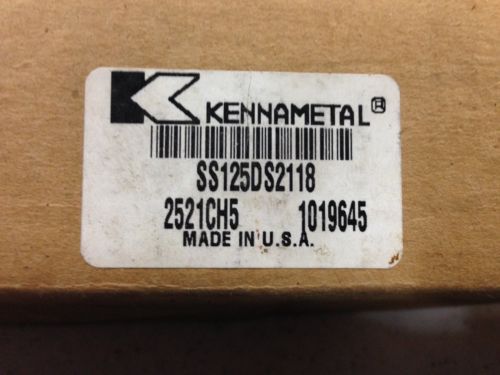 KENNAMETAL®
SS125DS2118
2521CH5 1019645
MADE IN U.S.A.